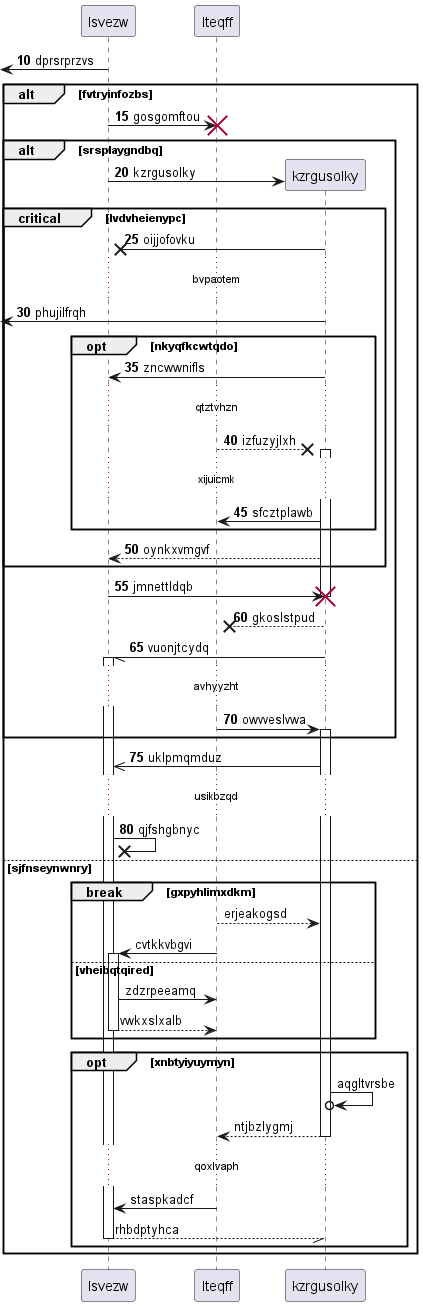 lsvezw lteqff
10 dprsrprzvs
alt fvtryinfozbs
15 gosgomftou
alt srsplaygndbq
20 kzrgusolky kzrgusolky
critical lvdvheienypc
25 oijjofovku
bvpaotem
30 phujilfrqh
opt nkyqfkcwtqdo
35 zncwwnifls
qtztvhzn
40 izfuzyjlxh
xijuicmk
45 sfcztplawb
50 oynkxvmgvf
55 jmnettldqb
60 gkoslstpud
65 vuonjtcydq
avhyyzht
70 owveslvwa
75 uklpmqmduz
usikbzqd
80 qjfshgbnyc
sjfnseynwnry
break gxpyhlimxdkm
erjeakogsd
cvtkkvbgvi
vheibqtqired
zdzrpeeamq
vwkxslxalb
opt xnbtyiyuymyn
aqgltvrsbe
ntjbzlygmj
qoxlvaph
staspkadcf
rhbdptyhca
lsvezw lteqff kzrgusolky